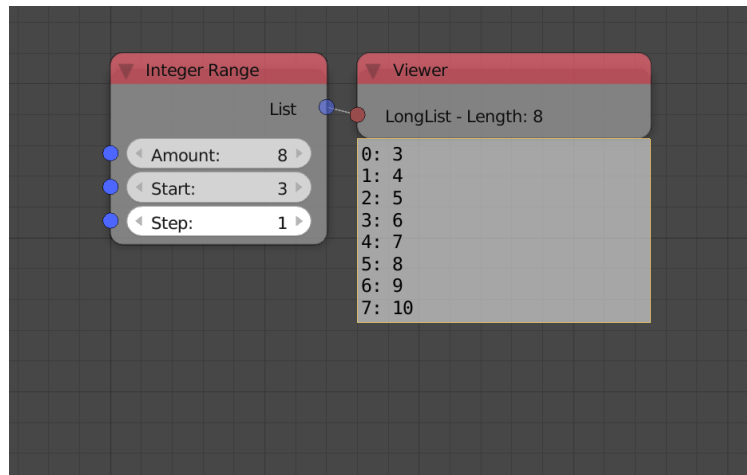 Integer Range
List
Amount: 8
Start: 3
Step: 1
Viewer
LongList - Length: 8
0: 3
1: 4
2: 5
3: 6
4: 7
5: 8
6: 9
7: 10